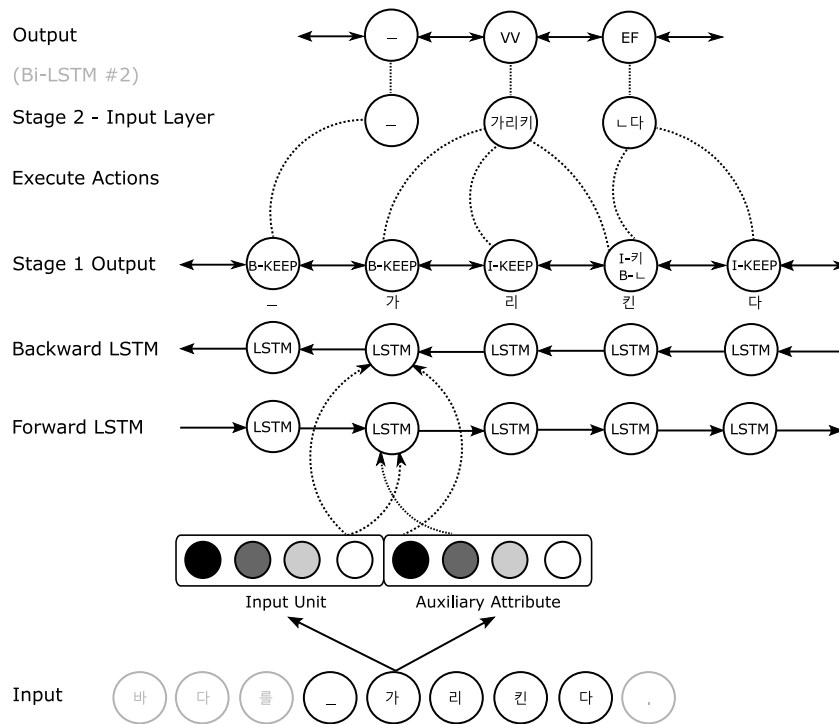 Output – VV EF
(Bi-LSTM #2)
Stage 2 - Input Layer – 가리키 ㄴ다
Execute Actions
Stage 1 Output B-KEEP B-KEEP I-KEEP I-키 B-ㄴ I-KEEP
– 가 리 킨 다
Backward LSTM LSTM LSTM LSTM LSTM LSTM
Forward LSTM LSTM LSTM LSTM LSTM LSTM
Input Unit Auxiliary Attribute
Input 바 다 를 – 가 리 킨 다 .